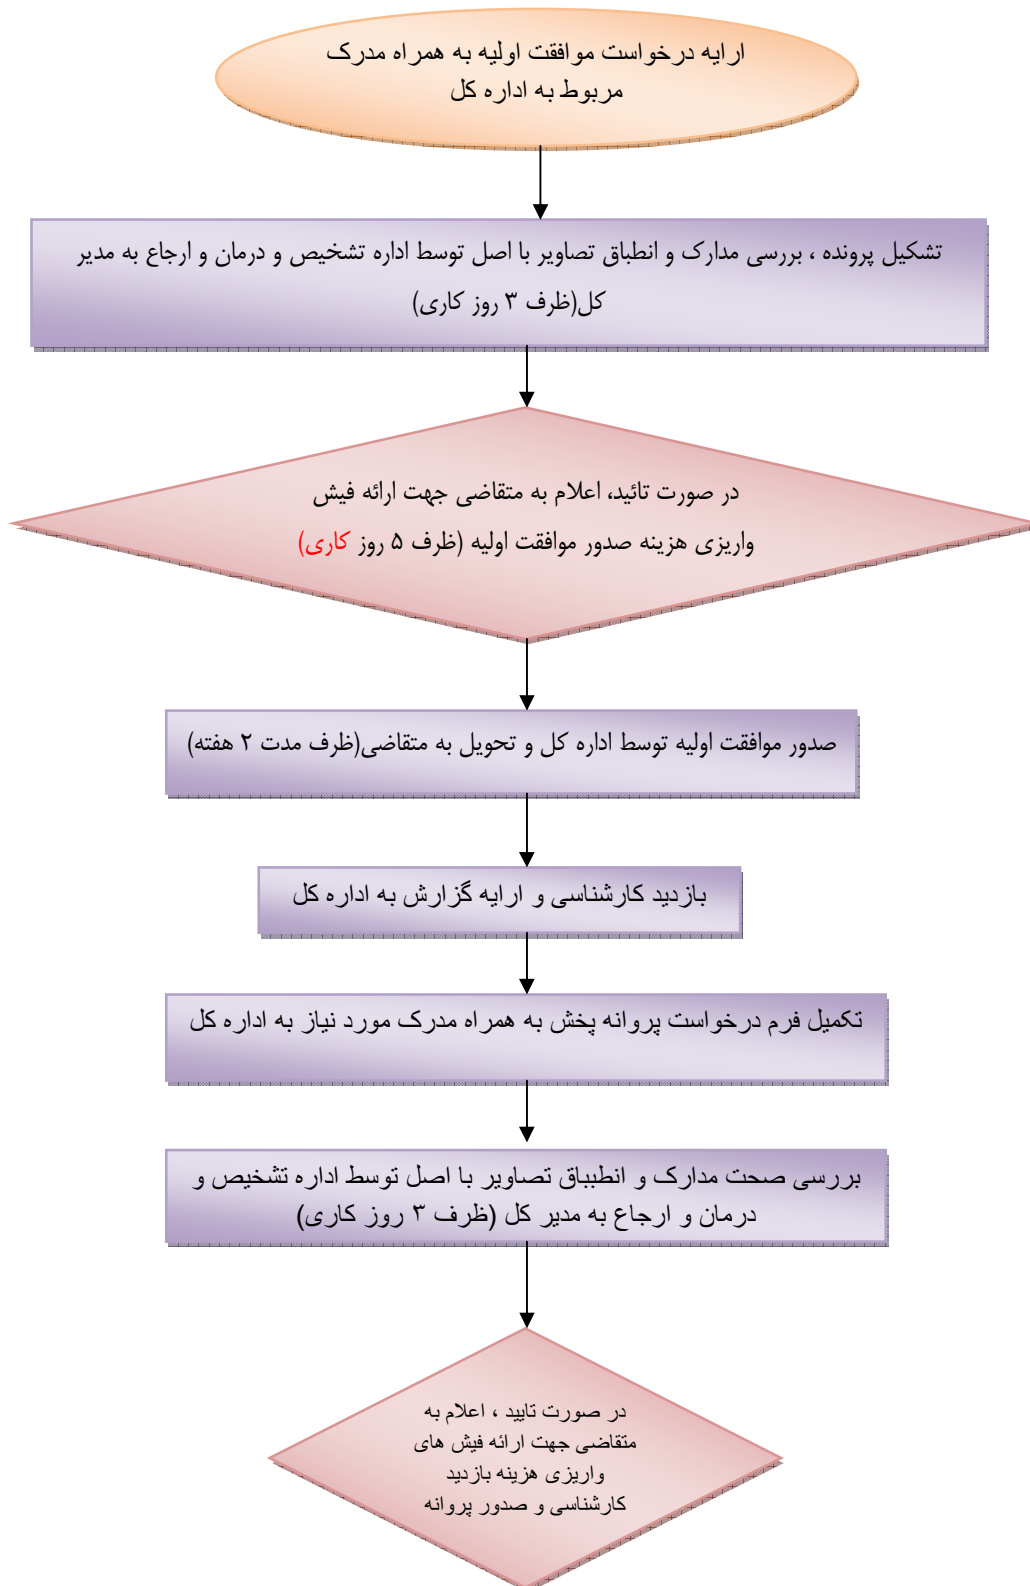 ارایه درخواست موافقت اولیه به همراه مدرک
مربوط به اداره کل
تشکیل پرونده ، بررسی مدارک و انطباق تصاویر با اصل توسط اداره تشخیص و درمان و ارجاع به مدیر
کل(ظرف ۳ روز کاری)
در صورت تائید، اعلام به متقاضی جهت ارائه فیش
واریزی هزینه صدور موافقت اولیه (ظرف ۵ روز کاری)
صدور موافقت اولیه توسط اداره کل و تحویل به متقاضی(ظرف مدت ۲ هفته)
بازدید کارشناسی و ارایه گزارش به اداره کل
تکمیل فرم درخواست پروانه پخش به همراه مدرک مورد نیاز به اداره کل
بررسی صحت مدارک و انطبباق تصاویر با اصل توسط اداره تشخیص و
درمان و ارجاع به مدیر کل (ظرف ۳ روز کاری)
در صورت تایید ، اعلام به
متقاضی جهت ارائه فیش های
واریزی هزینه بازدید
کارشناسی و صدور پروانه